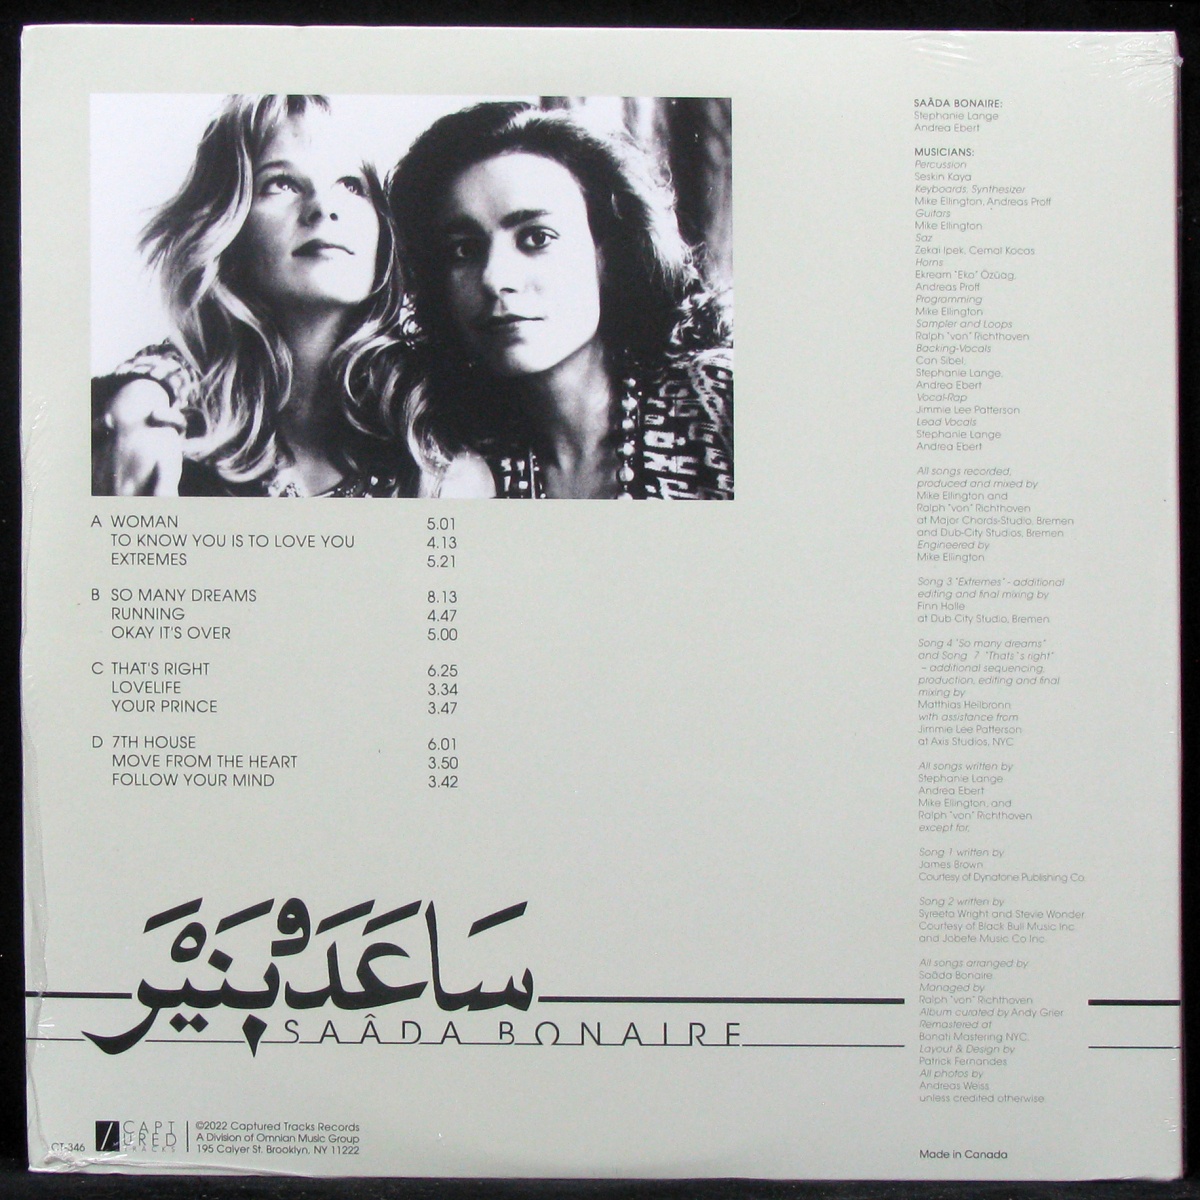 A WOMAN 5.01
TO KNOW YOU IS TO LOVE YOU 4.13
EXTREMES 5.21
B SO MANY DREAMS 8.13
RUNNING 4.47
OKAY IT'S OVER 5.00
C THAT'S RIGHT 6.25
LOVELIFE 3.34
YOUR PRINCE 3.47
D 7TH HOUSE 6.01
MOVE FROM THE HEART 3.50
FOLLOW YOUR MIND 3.42
سَاعَدَ وبَنَيْر
SAÂDA BONAIRE
CT-346
CAPT
URED
TRACKS
©2022 Captured Tracks Records
A Division of Omnian Music Group
195 Calyer St. Brooklyn, NY 11222
SAÂDA BONAIRE:
Stephanie Lange
Andrea Ebert
MUSICIANS:
Percussion
Seskin Kaya
Keyboards, Synthesizer
Mike Ellington, Andreas Proff
Guitars
Mike Ellington
Saz
Zekai Ipek, Cemal Kocas
Horns
Ekream "Eko" Özüag,
Andreas Proff
Programming
Mike Ellington
Sampler and Loops
Ralph "von" Richthoven
Backing-Vocals
Can Sibel,
Stephanie Lange,
Andrea Ebert
Vocal-Rap
Jimmie Lee Patterson
Lead Vocals
Stephanie Lange
Andrea Ebert
All songs recorded,
produced and mixed by
Mike Ellington and
Ralph "von" Richthoven
at Major Chords-Studio, Bremen
and Dub-City Studios, Bremen
Engineered by
Mike Ellington
Song 3 "Extremes" - additional
editing and final mixing by
Finn Halle
at Dub City Studio, Bremen
Song 4 "So many dreams"
and Song 7 "Thats's right"
– additional sequencing,
production, editing and final
mixing by
Matthias Heilbronn
with assistance from
Jimmie Lee Patterson
at Axis Studios, NYC
All songs written by
Stephanie Lange
Andrea Ebert
Mike Ellington, and
Ralph "von" Richthoven
except for;
Song 1 written by
James Brown
Courtesy of Dynatone Publishing Co.
Song 2 written by
Syreeta Wright and Stevie Wonder
Courtesy of Black Bull Music Inc.
and Jobete Music Co Inc.
All songs arranged by
Saâda Bonaire
Managed by
Ralph "von" Richthoven
Album curated by Andy Grier
Remastered at
Bonati Mastering NYC.
Layout & Design by
Patrick Fernandes
All photos by
Andreas Weiss
unless credited otherwise.
Made in Canada